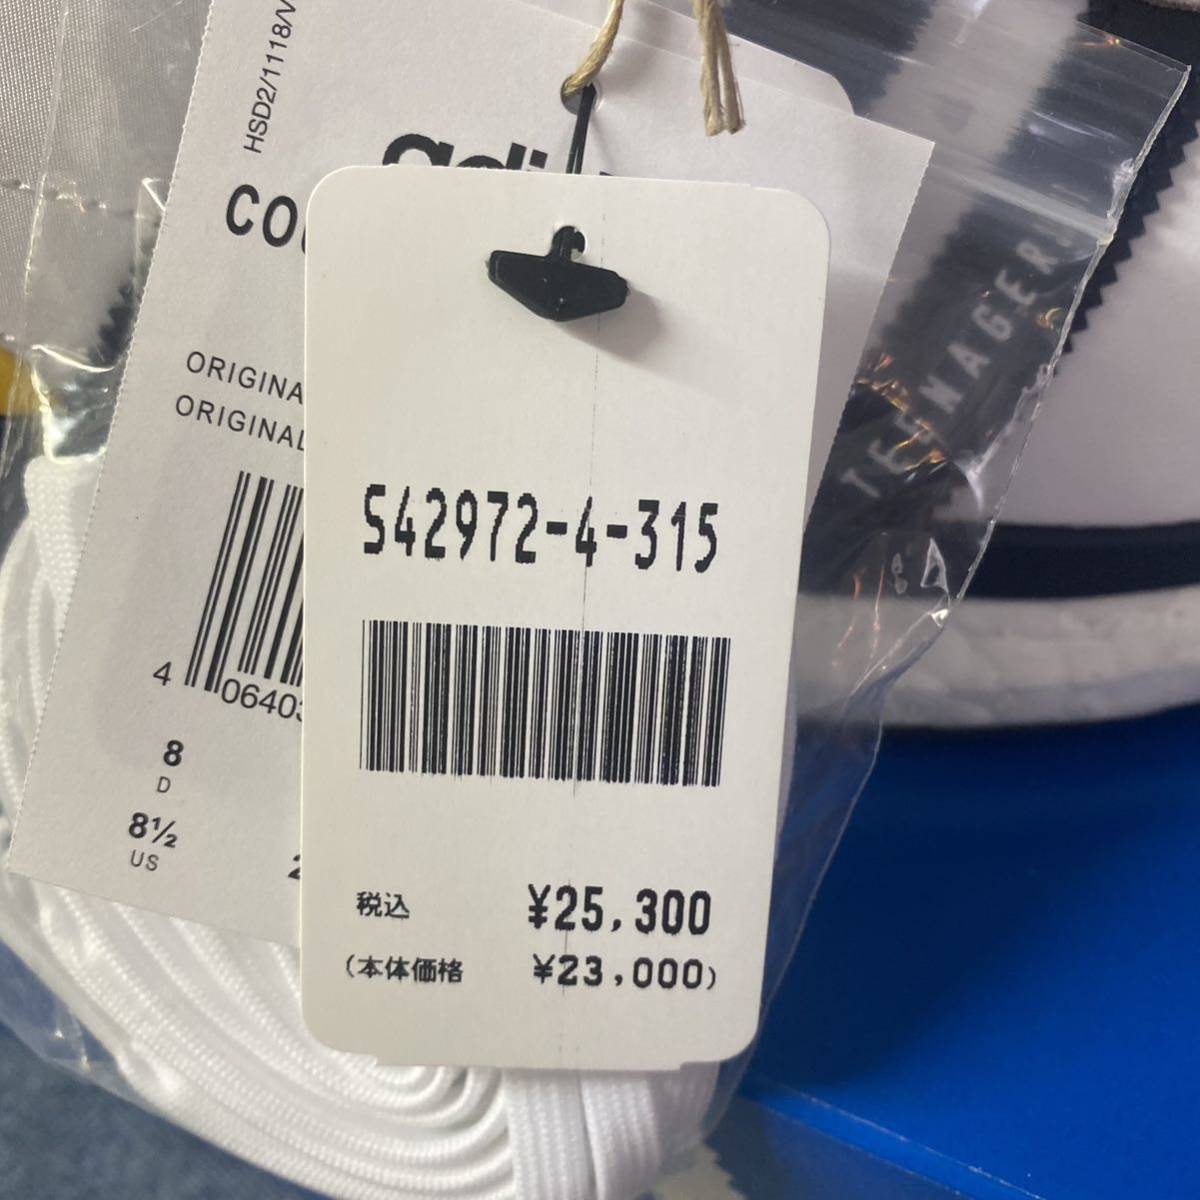 HSD2/1118/
ORIGINA
ORIGINAL
4
06403
8
D
8½
US
S42972-4-315
税込 ¥25,300
(本体価格 ¥23,000)
TEENAGER